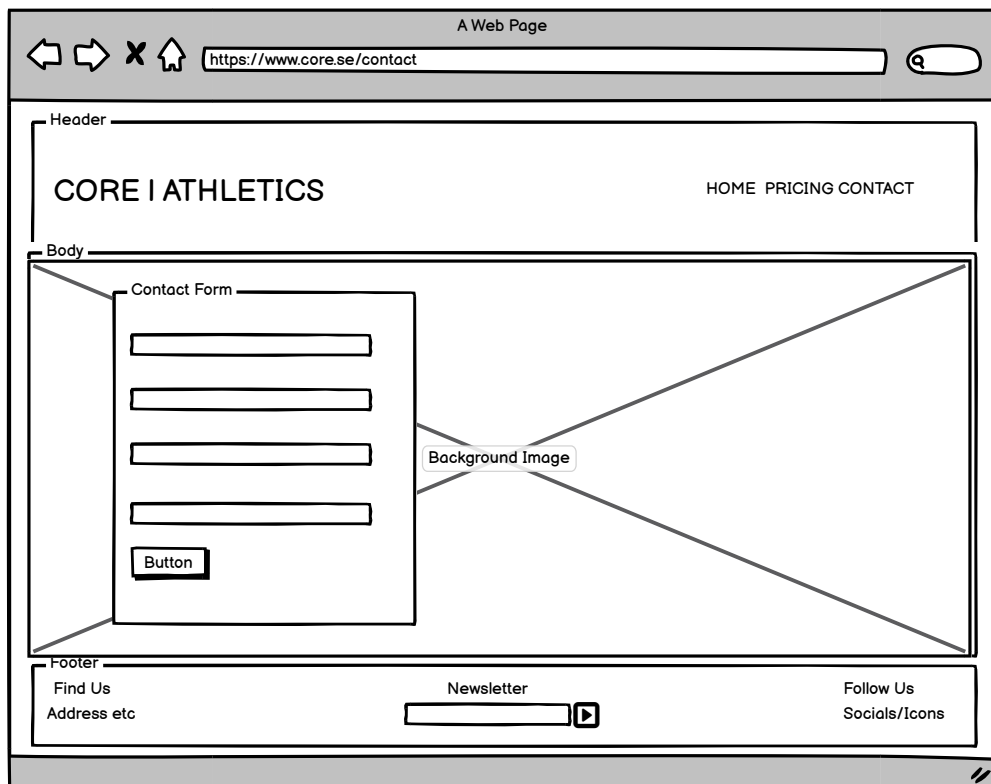 A Web Page
https://www.core.se/contact
Header
CORE | ATHLETICS
HOME PRICING CONTACT
Body
Contact Form
Background Image
Button
Footer
Find Us
Newsletter
Follow Us
Address etc
Socials/Icons